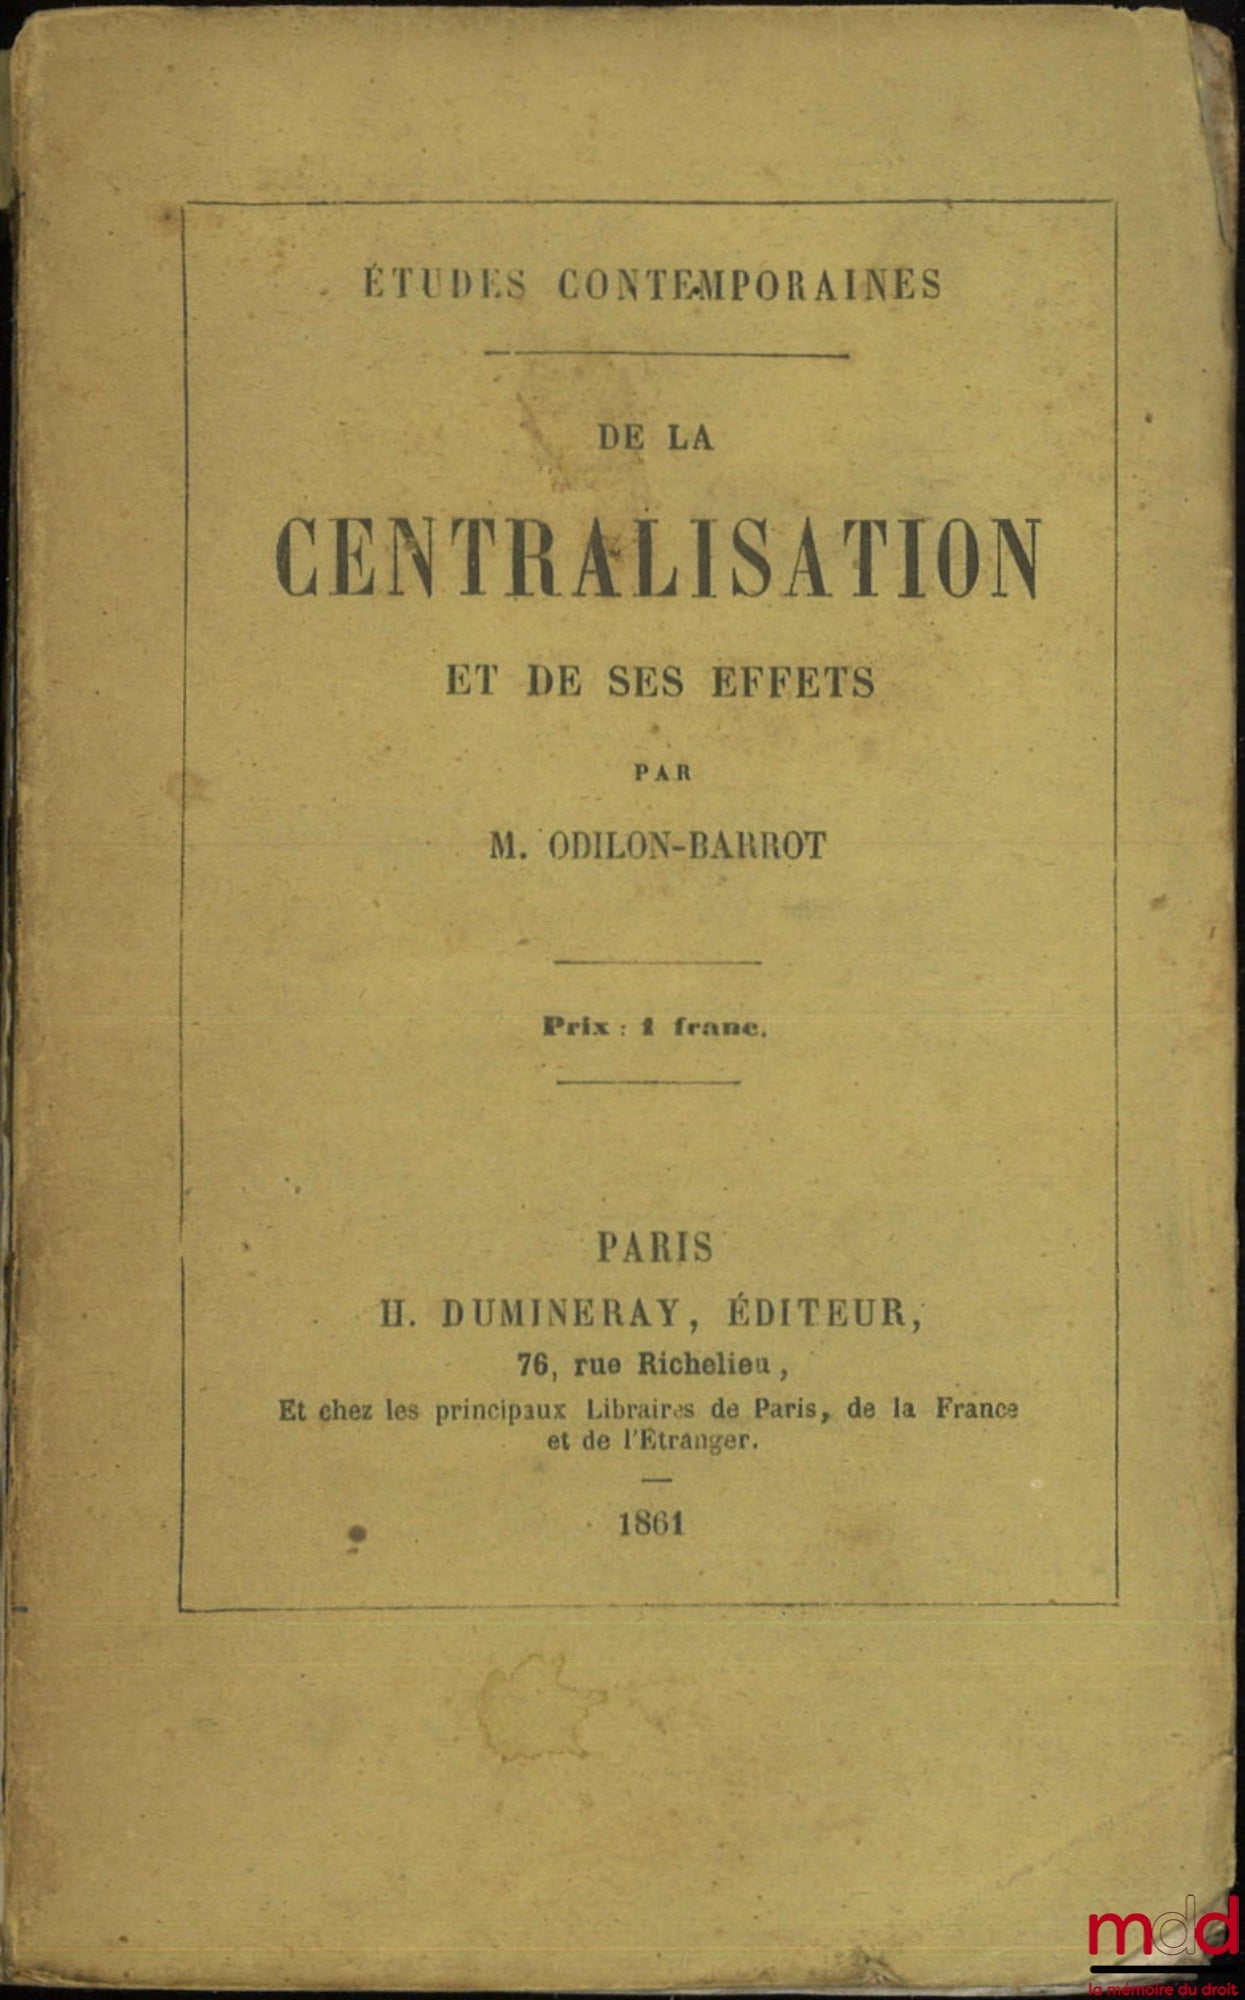 ÉTUDES CONTEMPORAINES
DE LA
CENTRALISATION
ET DE SES EFFETS
PAR
M. ODILON-BARROT
Prix : 1 franc.
PARIS
H. DUMINERAY, ÉDITEUR,
76, rue Richelieu,
Et chez les principaux Libraires de Paris, de la France
et de l'Étranger.
1861
mdd
la mémoire du droit